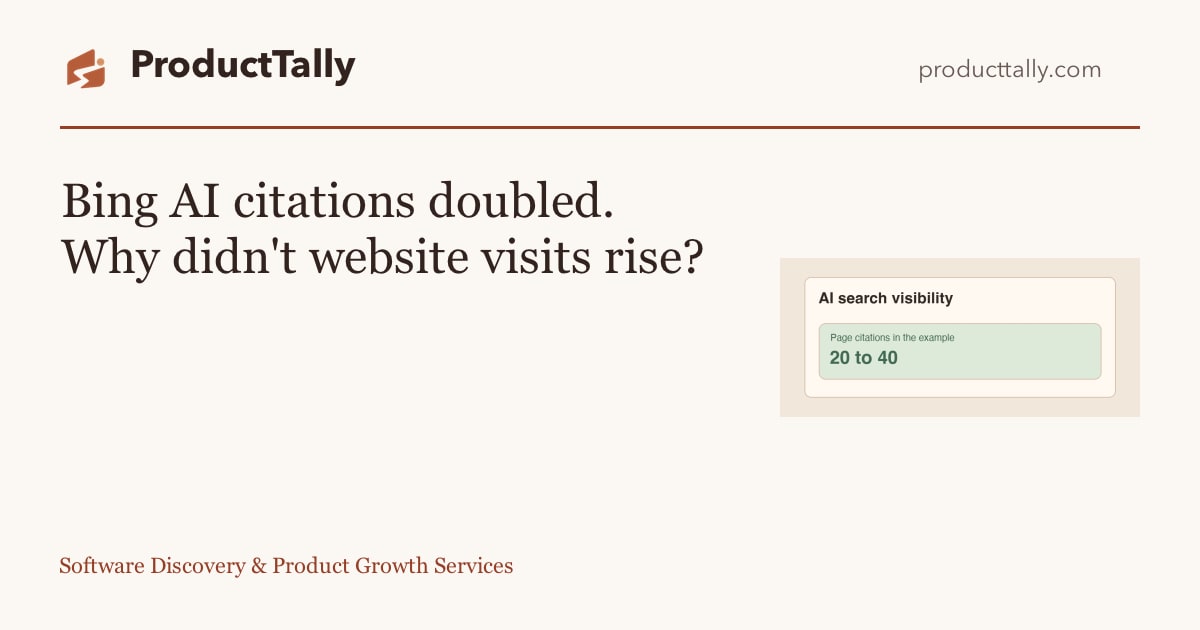 ProductTally
producttally.com
Bing AI citations doubled.
Why didn't website visits rise?
AI search visibility
Page citations in the example
20 to 40
Software Discovery & Product Growth Services